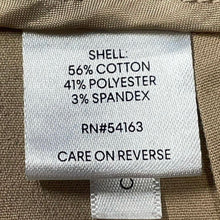 SHELL:
56% COTTON
41% POLYESTER
3% SPANDEX
RN#54163
CARE ON REVERSE